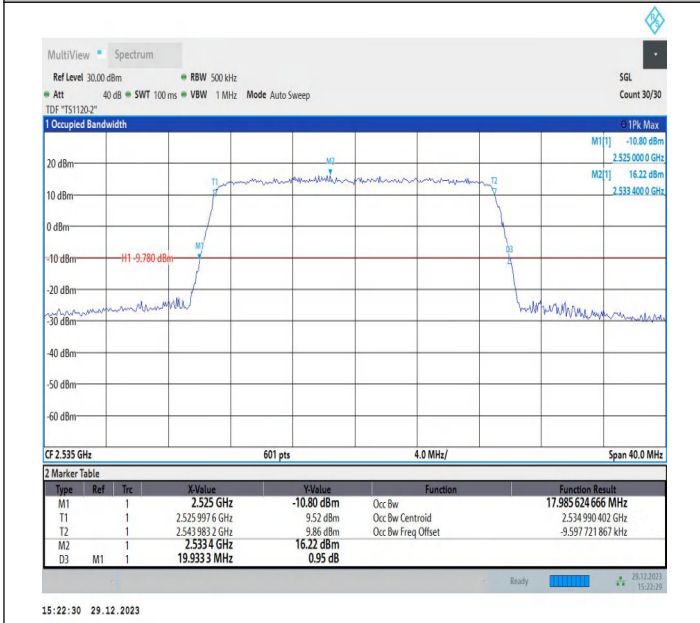 R S
MultiView Spectrum
Ref Level 30.00 dBm RBW 500 kHz SGL
Att 40 dB SWT 100 ms VBW 1 MHz Mode Auto Sweep Count 30/30
TDF "TS1120-2"
1 Occupied Bandwidth 1Pk Max
M1[1] -10.80 dBm
2.525 000 0 GHz
M2[1] 16.22 dBm
2.533 400 0 GHz
20 dBm
M2
T1
T2
10 dBm
0 dBm
M1
D3
-10 dBm
H1 -9.780 dBm
-20 dBm
-30 dBm
-40 dBm
-50 dBm
-60 dBm
CF 2.535 GHz 601 pts 4.0 MHz/ Span 40.0 MHz
2 Marker Table
Type Ref Trc X-Value Y-Value Function Function Result
M1 1 2.525 GHz -10.80 dBm Occ Bw 17.985 624 666 MHz
T1 1 2.525 997 6 GHz 9.52 dBm Occ Bw Centroid 2.534 990 402 GHz
T2 1 2.543 983 2 GHz 9.86 dBm Occ Bw Freq Offset -9.597 721 867 kHz
M2 1 2.533 4 GHz 16.22 dBm
D3 M1 1 19.933 3 MHz 0.95 dB
Ready 29.12.2023
15:22:29
15:22:30 29.12.2023